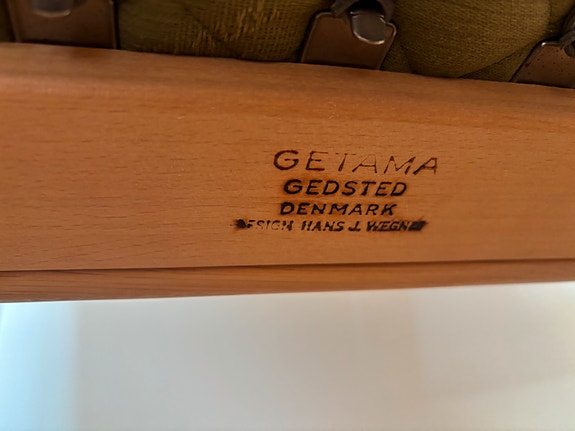 GETAMA
GEDSTED
DENMARK
DESIGN HANS J. WEGNER